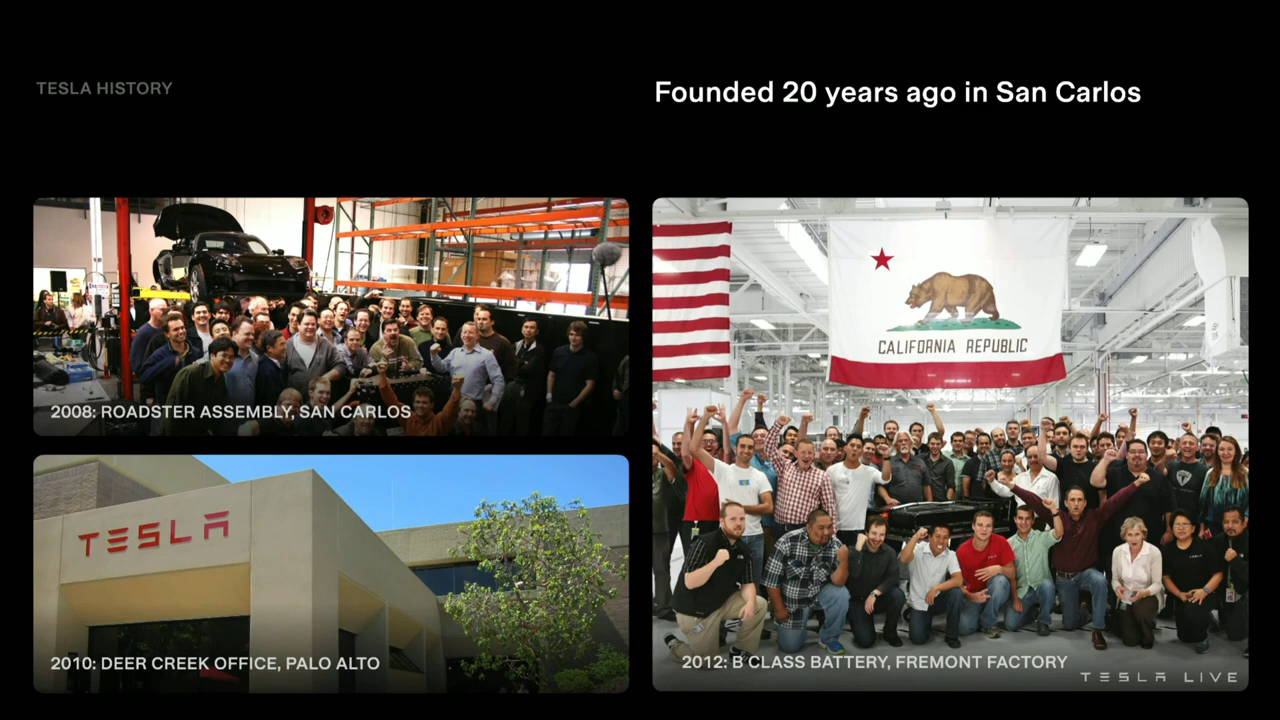 TESLA HISTORY
Founded 20 years ago in San Carlos
2008: ROADSTER ASSEMBLY, SAN CARLOS
TESLA
2010: DEER CREEK OFFICE, PALO ALTO
CALIFORNIA REPUBLIC
2012: B CLASS BATTERY, FREMONT FACTORY
TESLA LIVE